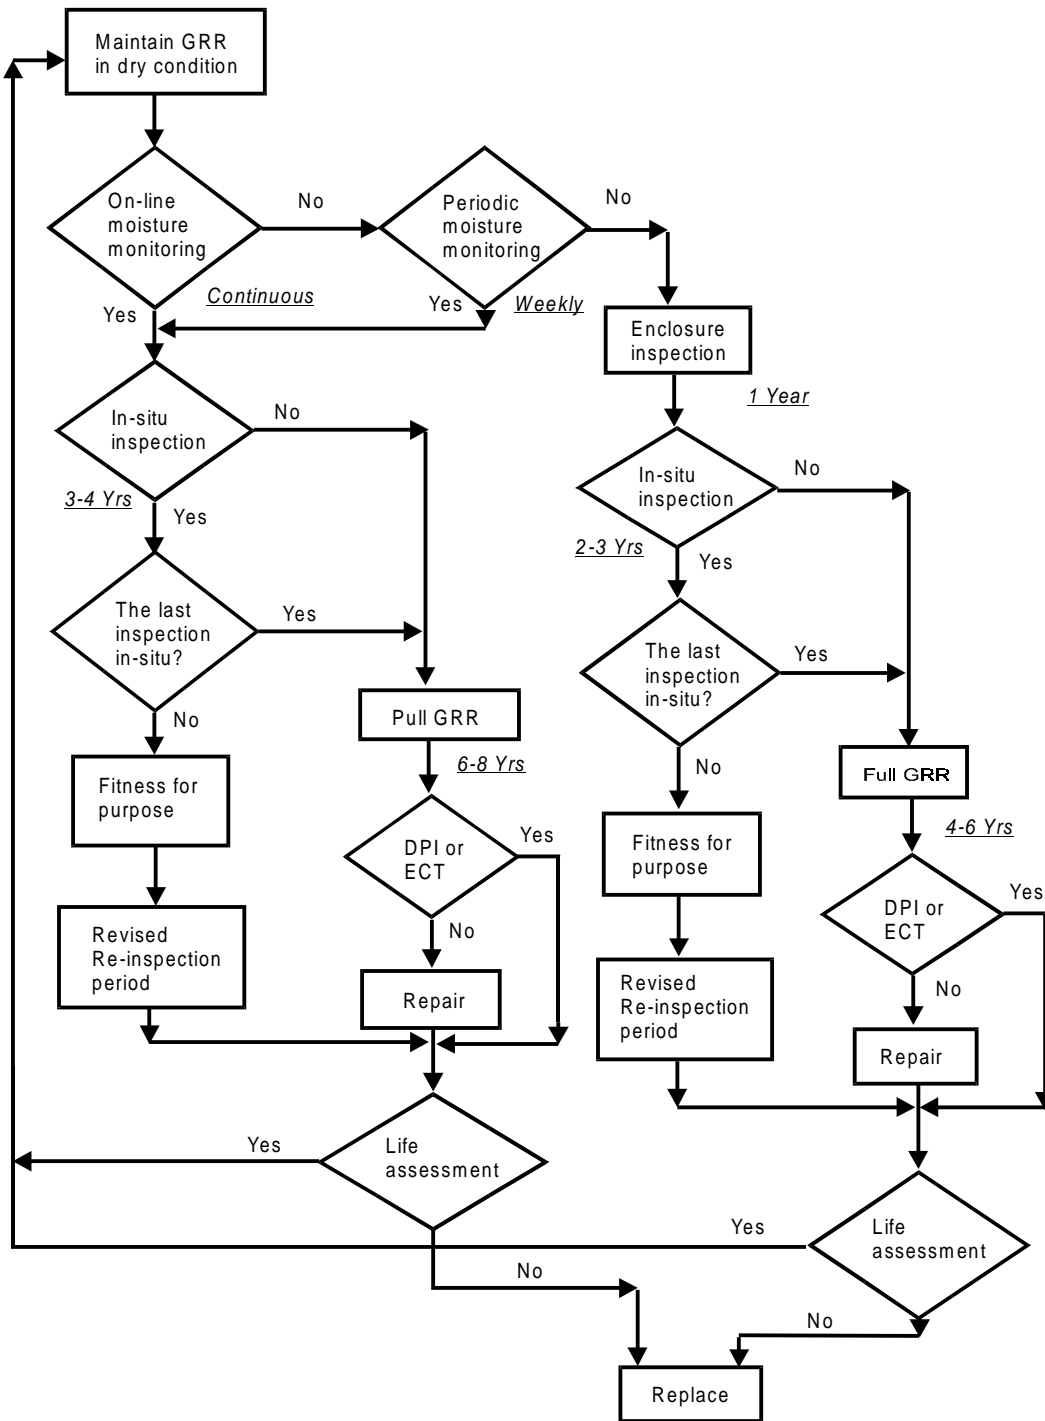 Maintain GRR
in dry condition
On-line
moisture
monitoring
No
Periodic
moisture
monitoring
No
Yes
Continuous
Yes
Weekly
Enclosure
inspection
1 Year
In-situ
inspection
No
3-4 Yrs
Yes
In-situ
inspection
No
2-3 Yrs
Yes
The last
inspection
in-situ?
Yes
No
The last
inspection
in-situ?
Yes
No
Pull GRR
6-8 Yrs
Full GRR
4-6 Yrs
Fitness for
purpose
DPI or
ECT
Yes
No
Fitness for
purpose
DPI or
ECT
Yes
No
Revised
Re-inspection
period
Repair
Revised
Re-inspection
period
Repair
Life
assessment
Yes
No
Life
assessment
Yes
No
Replace